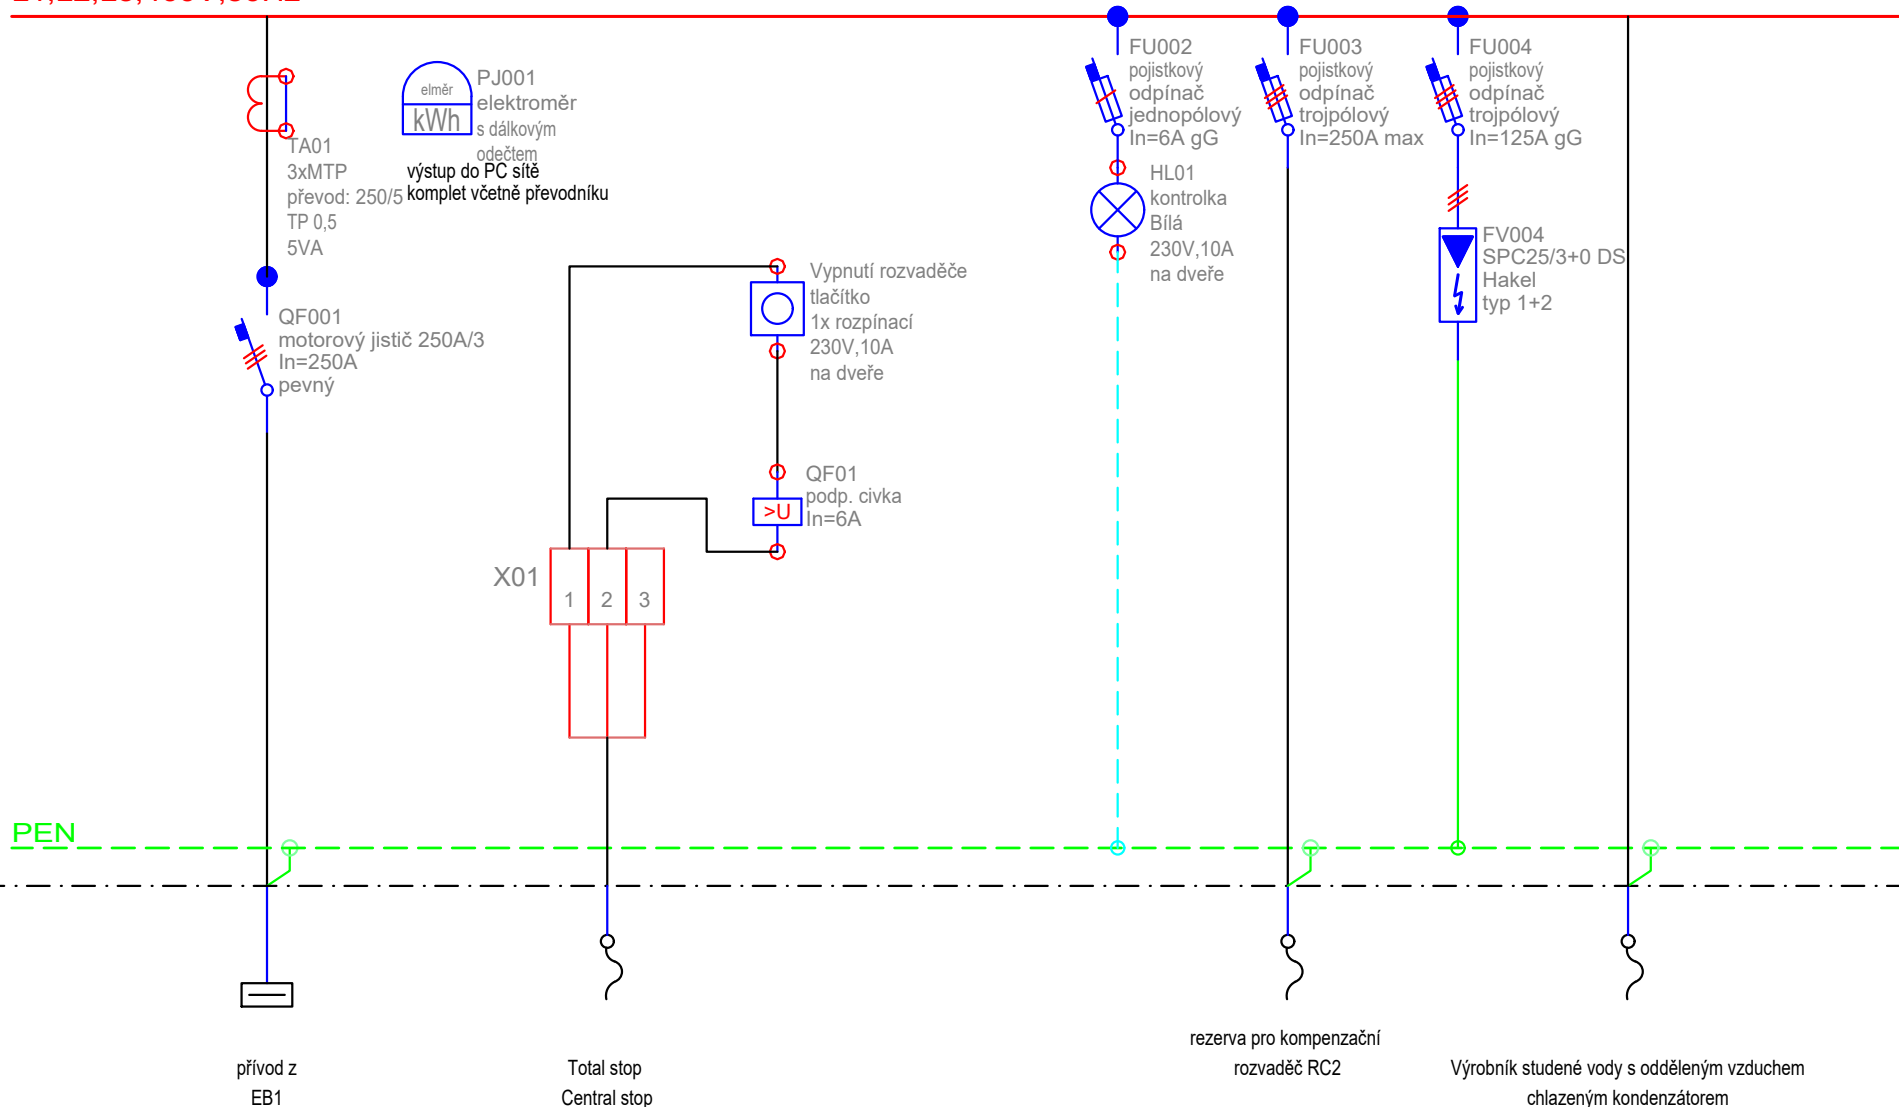 FU002
pojistkový
odpínač
jednopólový
In=6A gG
FU003
pojistkový
odpínač
trojpólový
In=250A max
FU004
pojistkový
odpínač
trojpólový
In=125A gG
elměr
kWh
PJ001
elektroměr
s dálkovým
odečtem
výstup do PC sítě
komplet včetně převodníku
TA01
3xMTP
převod: 250/5
TP 0,5
5VA
HL01
kontrolka
Bílá
230V,10A
na dveře
FV004
SPC25/3+0 DS
Hakel
typ 1+2
Vypnutí rozvaděče
tlačítko
1x rozpínací
230V,10A
na dveře
QF001
motorový jistič 250A/3
In=250A
pevný
QF01
podp. civka
In=6A
>U
X01
1
2
3
PEN
přívod z
EB1
Total stop
Central stop
rezerva pro kompenzační
rozvaděč RC2
Výrobník studené vody s odděleným vzduchem
chlazeným kondenzátorem